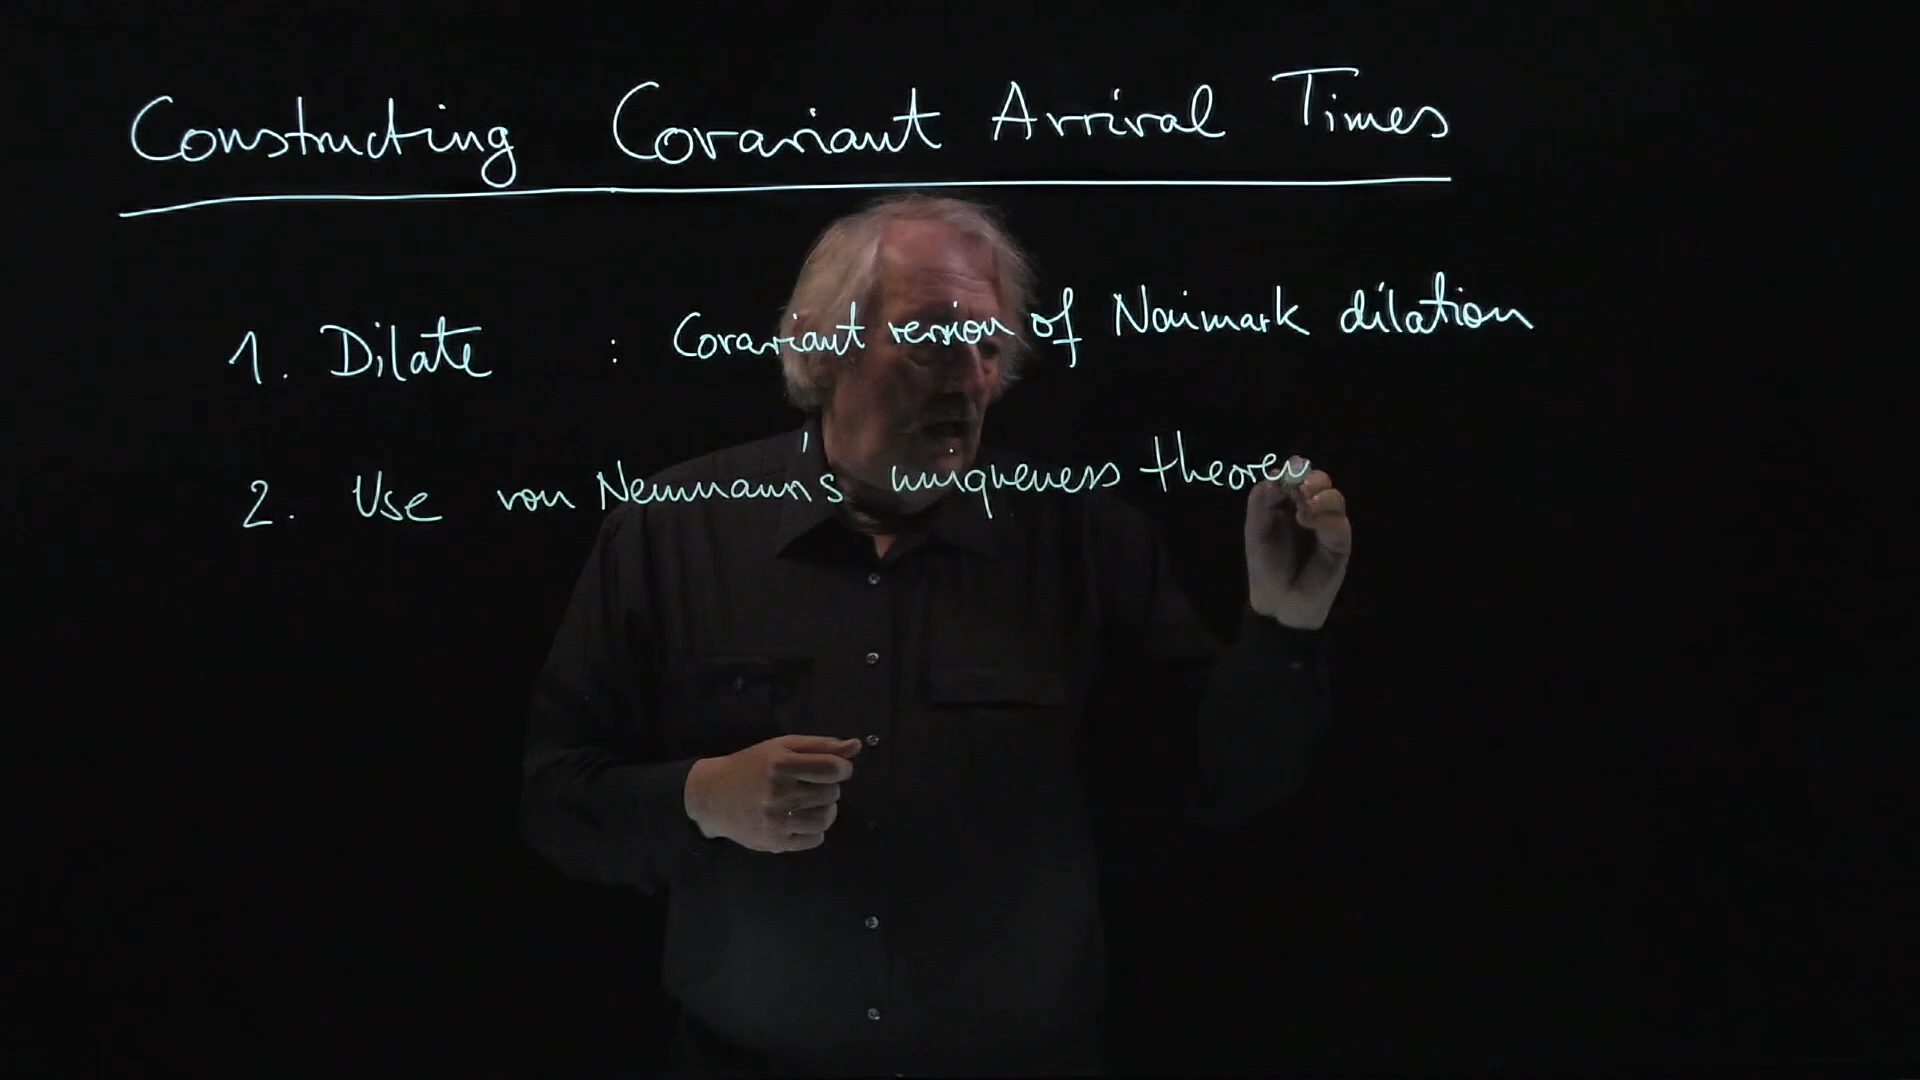 Constructing Covariant Arrival Times
1. Dilate : Covariant version of Naimark dilation
2. Use von Neumann's uniqueness theorem